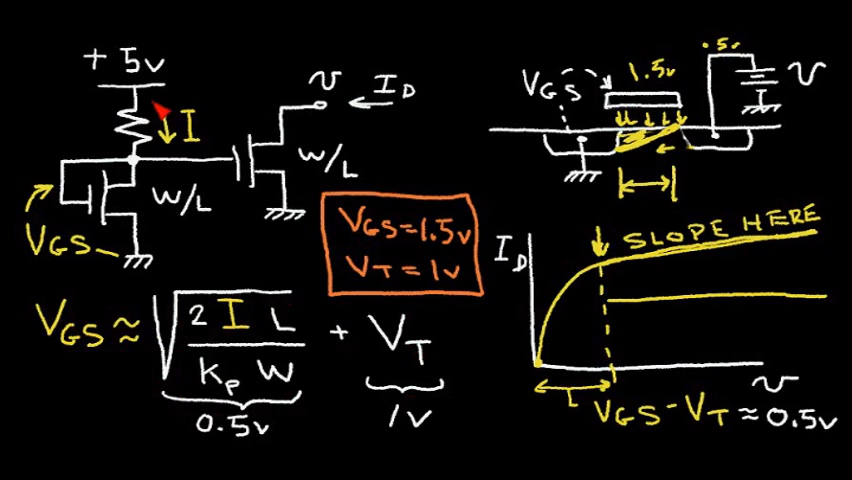 + 5v
I
W/L
VGS
v
ID
W/L
VGS
1.5v
.5v
v
VGS=1.5v
VT=1v
VGS ≈ √(2 I L / kp W) + VT
0.5v
1v
ID
SLOPE HERE
v
VGS-VT≈0.5v